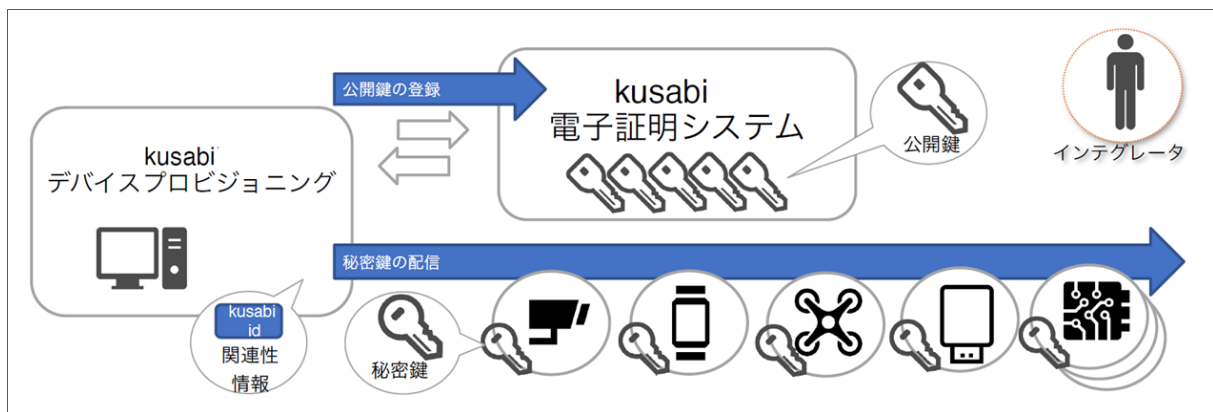 公開鍵の登録
kusabi
電子証明システム
公開鍵
インテグレータ
kusabi
デバイスプロビジョニング
秘密鍵の配信
kusabi
id
関連性
情報
秘密鍵